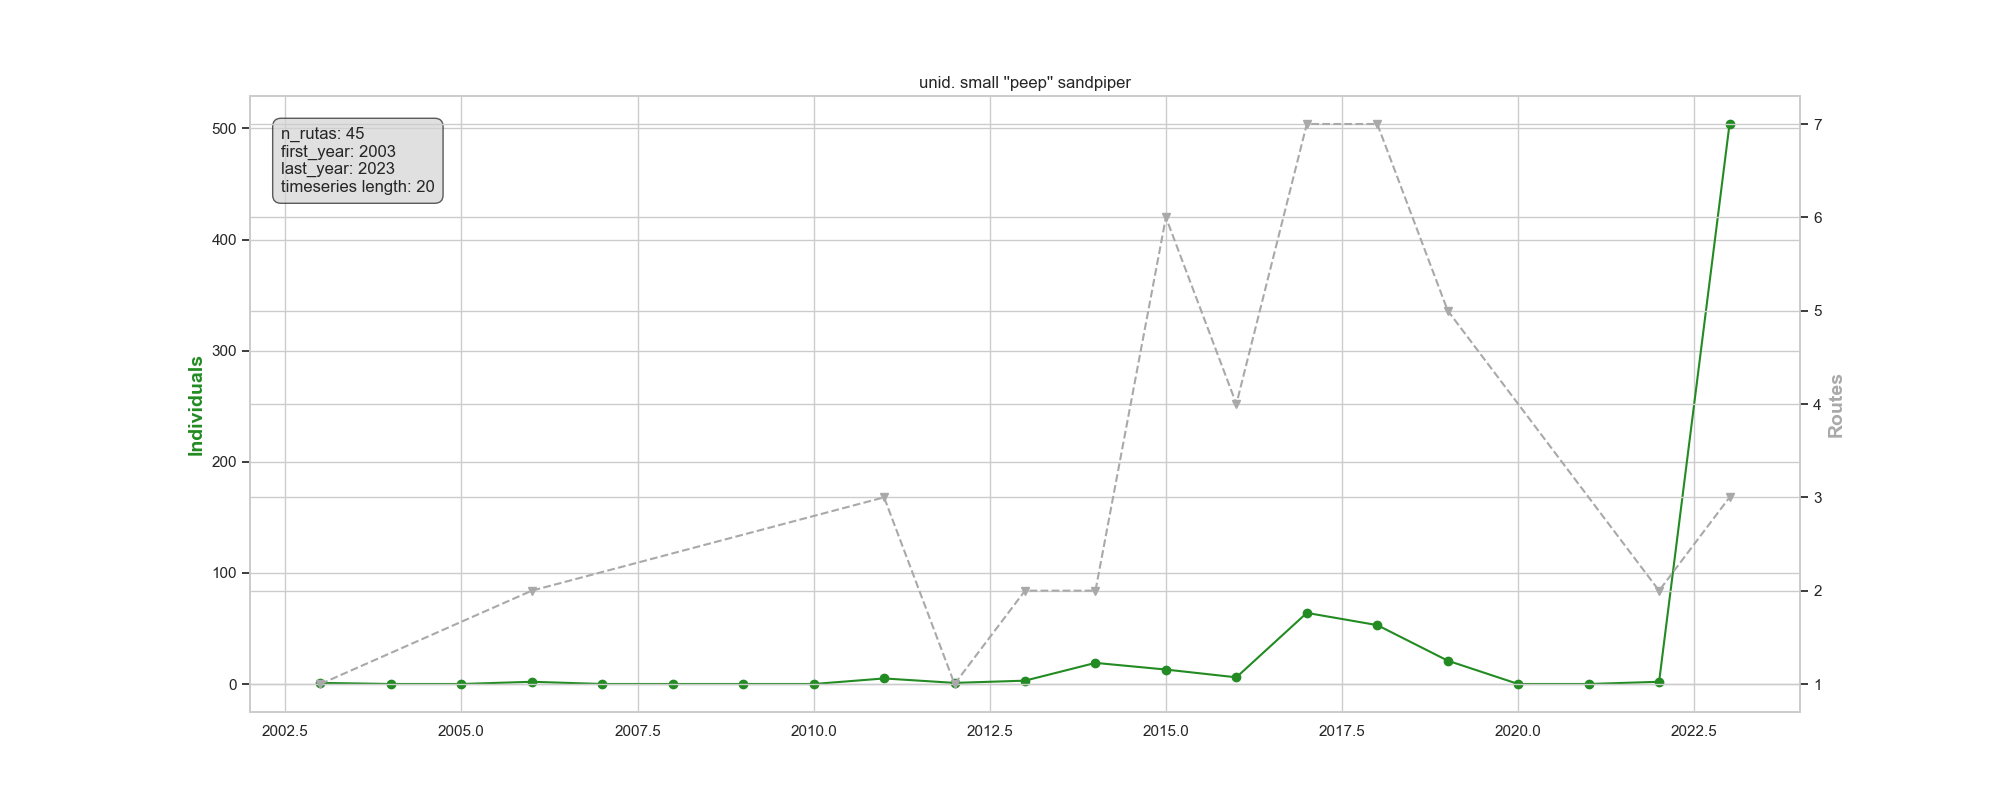 unid. small "peep" sandpiper
n_rutas: 45
first_year: 2003
last_year: 2023
timeseries length: 20
500
400
300
200
100
0
Individuals
7
6
5
4
3
2
1
Routes
2002.5 2005.0 2007.5 2010.0 2012.5 2015.0 2017.5 2020.0 2022.5